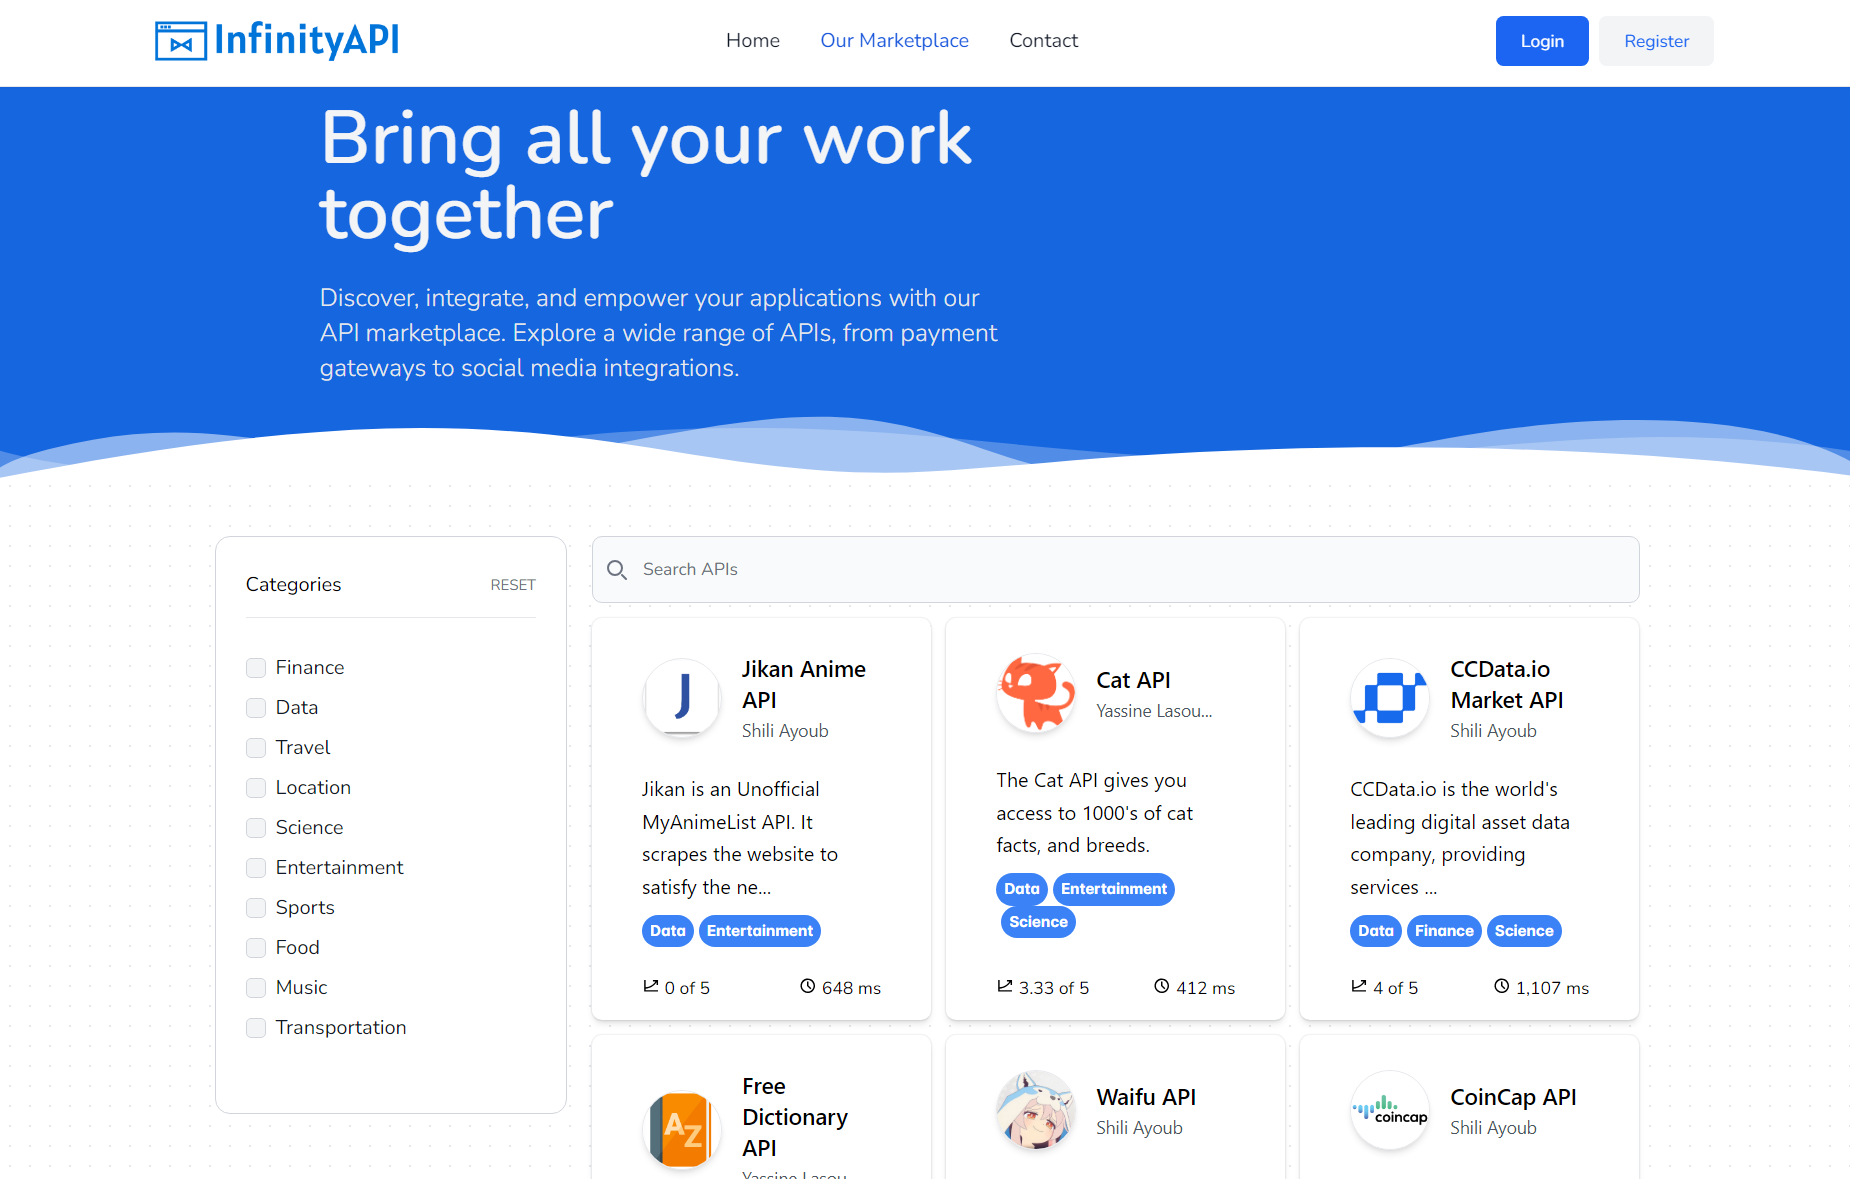 InfinityAPI
Home
Our Marketplace
Contact
Login
Register
Bring all your work
together
Discover, integrate, and empower your applications with our
API marketplace. Explore a wide range of APIs, from payment
gateways to social media integrations.
Categories
RESET
Finance
Data
Travel
Location
Science
Entertainment
Sports
Food
Music
Transportation
Search APIs
J
Jikan Anime
API
Shili Ayoub
Jikan is an Unofficial
MyAnimeList API. It
scrapes the website to
satisfy the ne...
Data
Entertainment
0 of 5
648 ms
Cat API
Yassine Lasou...
The Cat API gives you
access to 1000's of cat
facts, and breeds.
Data
Entertainment
Science
3.33 of 5
412 ms
CCData.io
Market API
Shili Ayoub
CCData.io is the world's
leading digital asset data
company, providing
services ...
Data
Finance
Science
4 of 5
1,107 ms
AZ
Free
Dictionary
API
Yassine Lasou...
Waifu API
Shili Ayoub
coincap
CoinCap API
Shili Ayoub